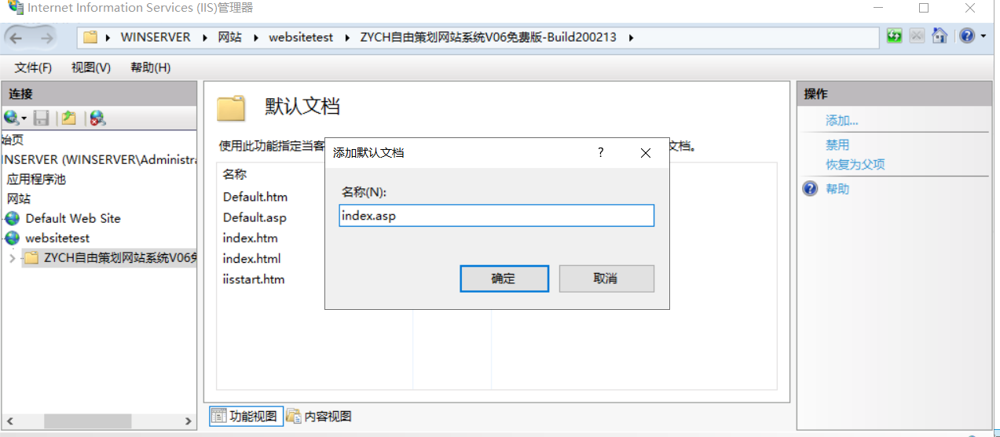 Internet Information Services (IIS)管理器
WINSERVER 网站 websitetest ZYCH自由策划网站系统V06免费版-Build200213
文件(F) 视图(V) 帮助(H)
连接
始页
INSERVER (WINSERVER\Administra
应用程序池
网站
Default Web Site
websitetest
ZYCH自由策划网站系统V06免
默认文档
使用此功能指定当客
文档。
名称
Default.htm
Default.asp
index.htm
index.html
iisstart.htm
添加默认文档
?
名称(N):
index.asp
确定 取消
功能视图 内容视图
操作
添加...
禁用
恢复为父项
帮助